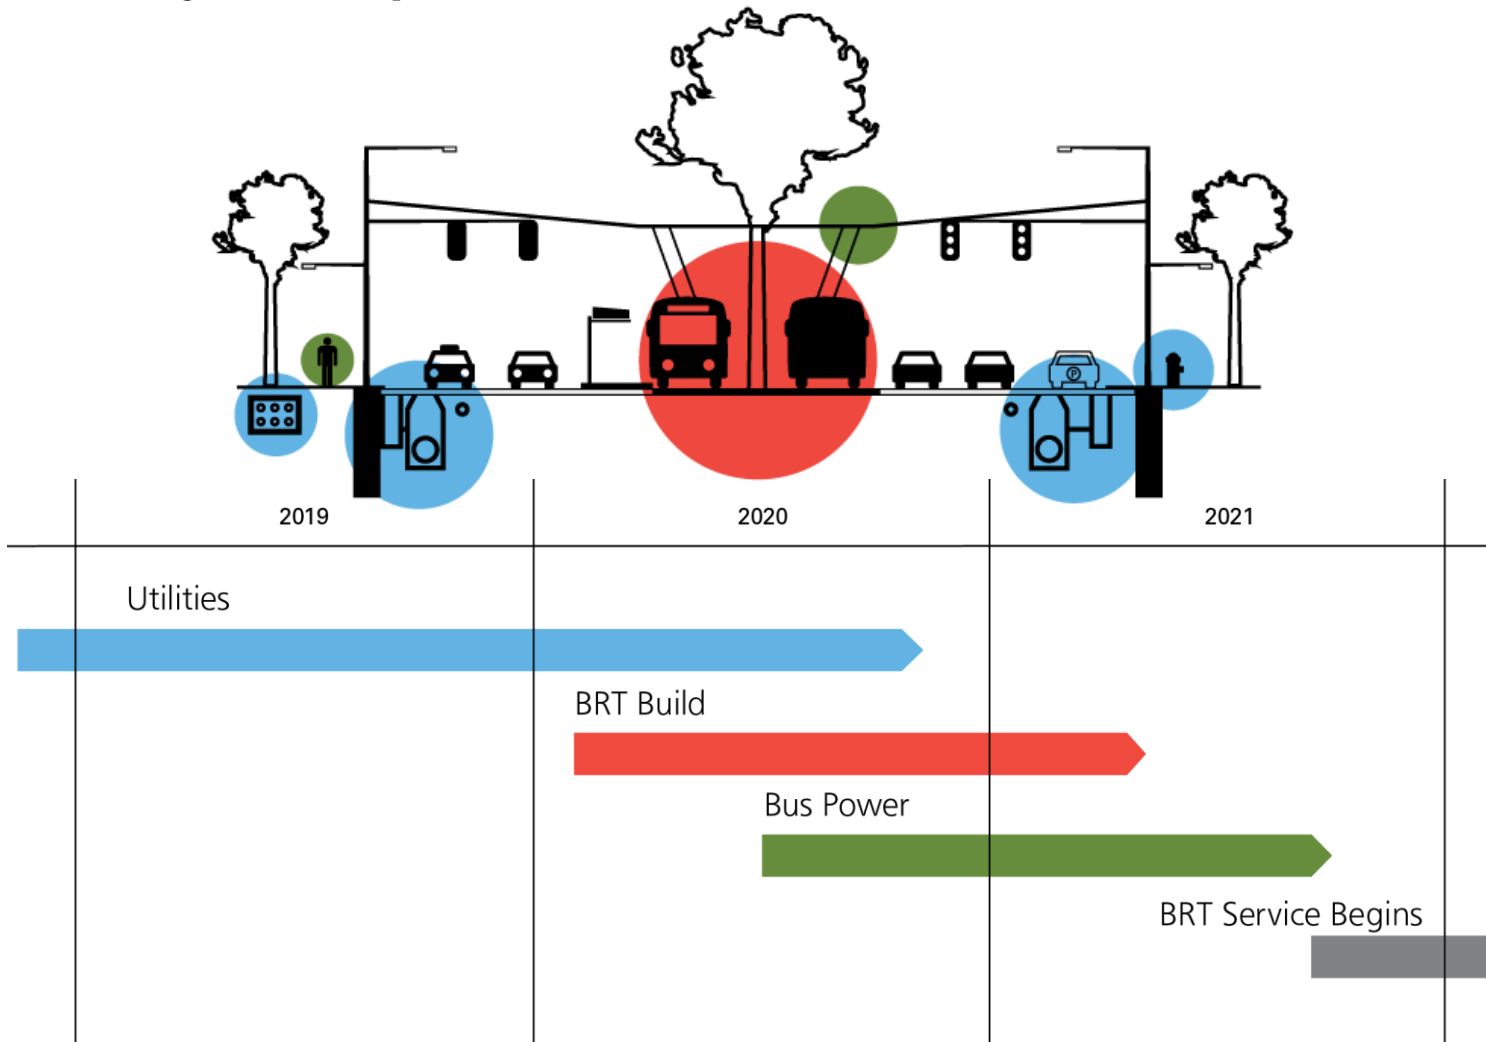 2019
2020
2021
Utilities
BRT Build
Bus Power
BRT Service Begins